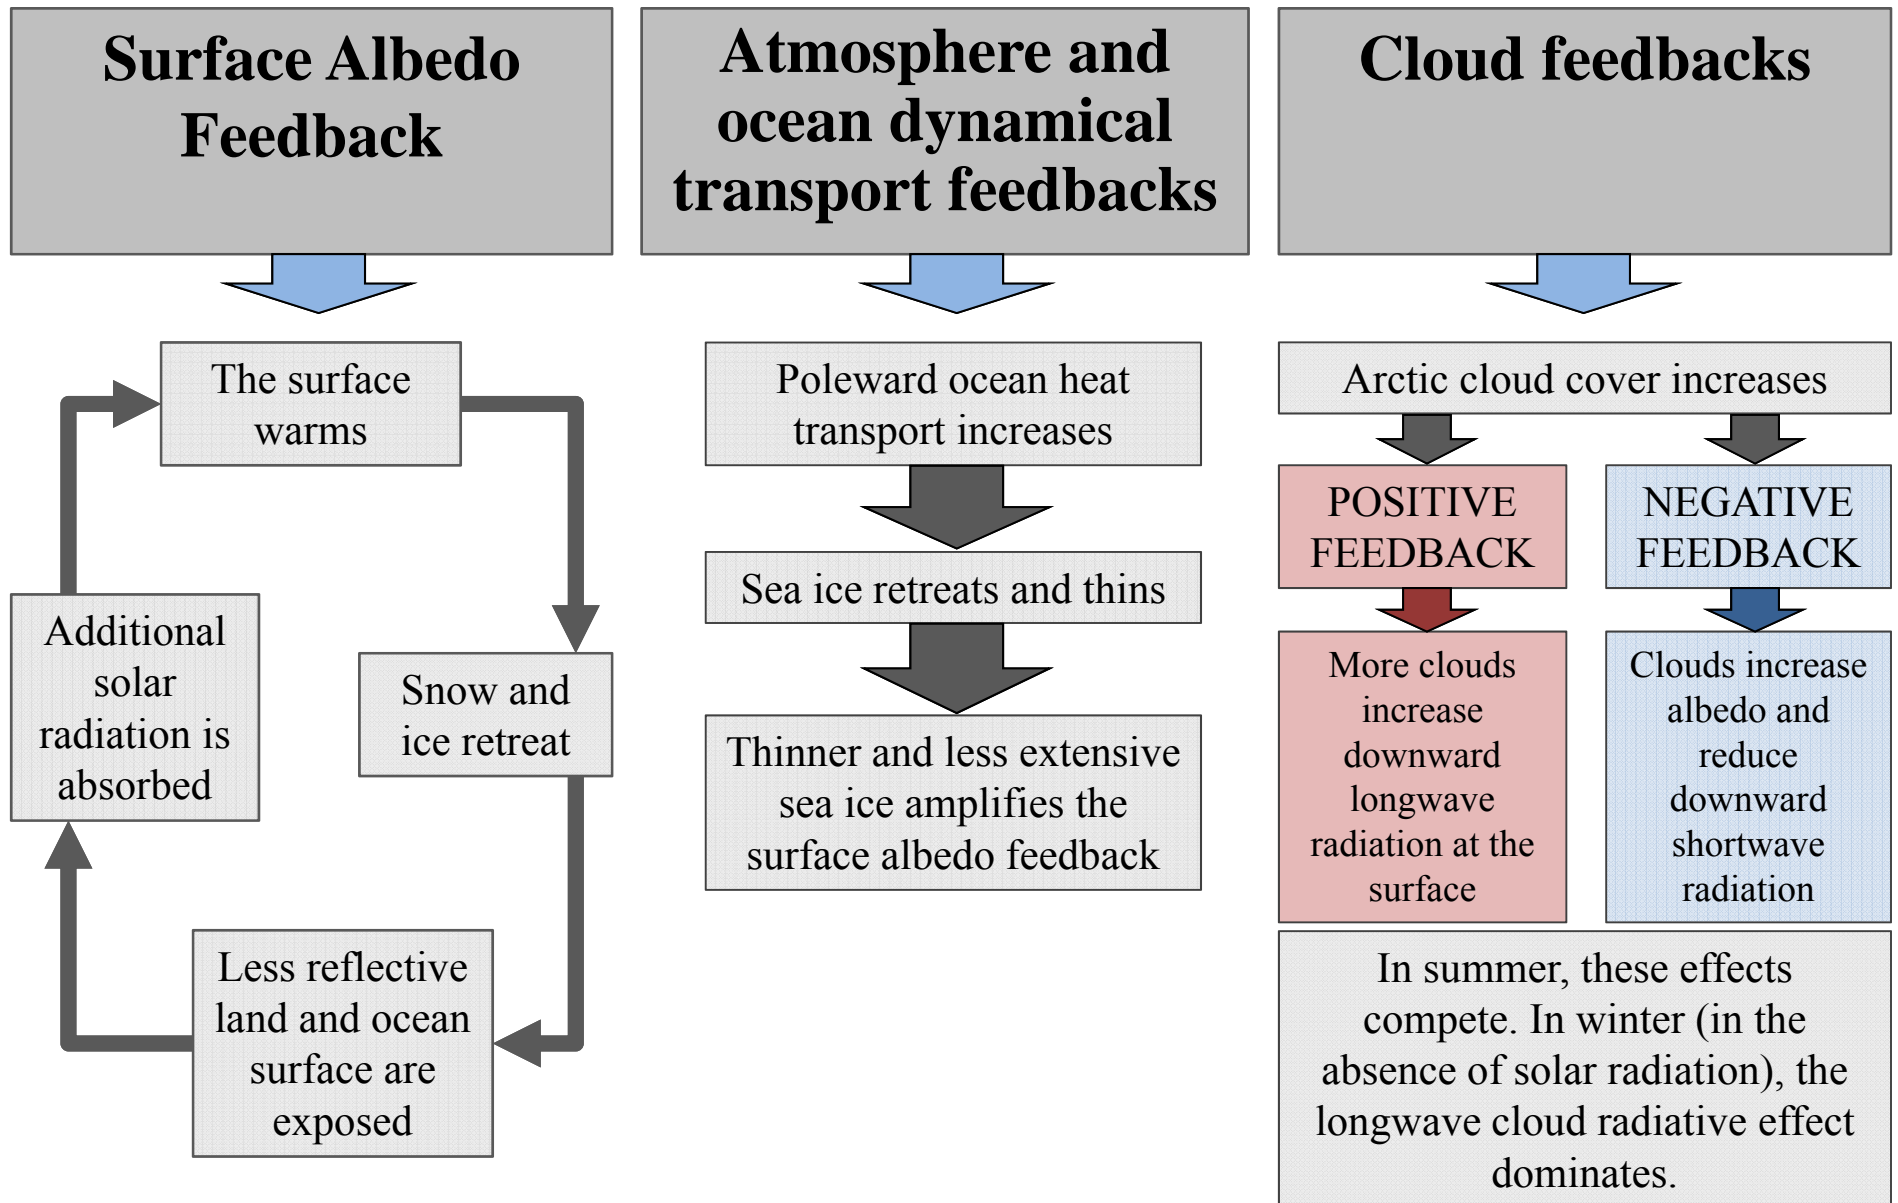 Surface Albedo
Feedback
The surface
warms
Snow and
ice retreat
Less reflective
land and ocean
surface are
exposed
Additional
solar
radiation is
absorbed
Atmosphere and
ocean dynamical
transport feedbacks
Poleward ocean heat
transport increases
Sea ice retreats and thins
Thinner and less extensive
sea ice amplifies the
surface albedo feedback
Cloud feedbacks
Arctic cloud cover increases
POSITIVE
FEEDBACK
More clouds
increase
downward
longwave
radiation at the
surface
NEGATIVE
FEEDBACK
Clouds increase
albedo and
reduce
downward
shortwave
radiation
In summer, these effects
compete. In winter (in the
absence of solar radiation), the
longwave cloud radiative effect
dominates.